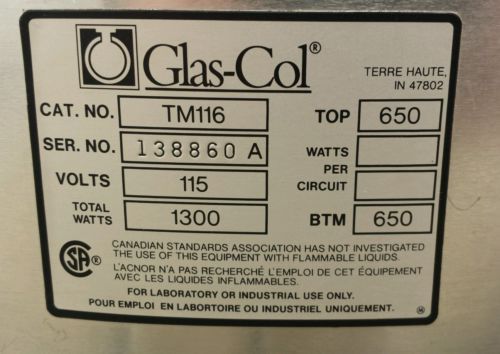 Glas-Col®
TERRE HAUTE,
IN 47802
CAT. NO. TM116 TOP 650
SER. NO. 138860 A WATTS
PER
VOLTS 115 CIRCUIT
TOTAL
WATTS 1300 BTM 650
CANADIAN STANDARDS ASSOCIATION HAS NOT INVESTIGATED
THE USE OF THIS EQUIPMENT WITH FLAMMABLE LIQUIDS.
SA®
L'ACNOR N'A PAS RECHERCHÉ L'EMPLOI DE CET ÉQUIPEMENT
AVEC LES LIQUIDES INFLAMMABLES.
FOR LABORATORY OR INDUSTRIAL USE ONLY.
POUR EMPLOI EN LABORTOIRE OU INDUSTRIEL UNIQUEMENT.